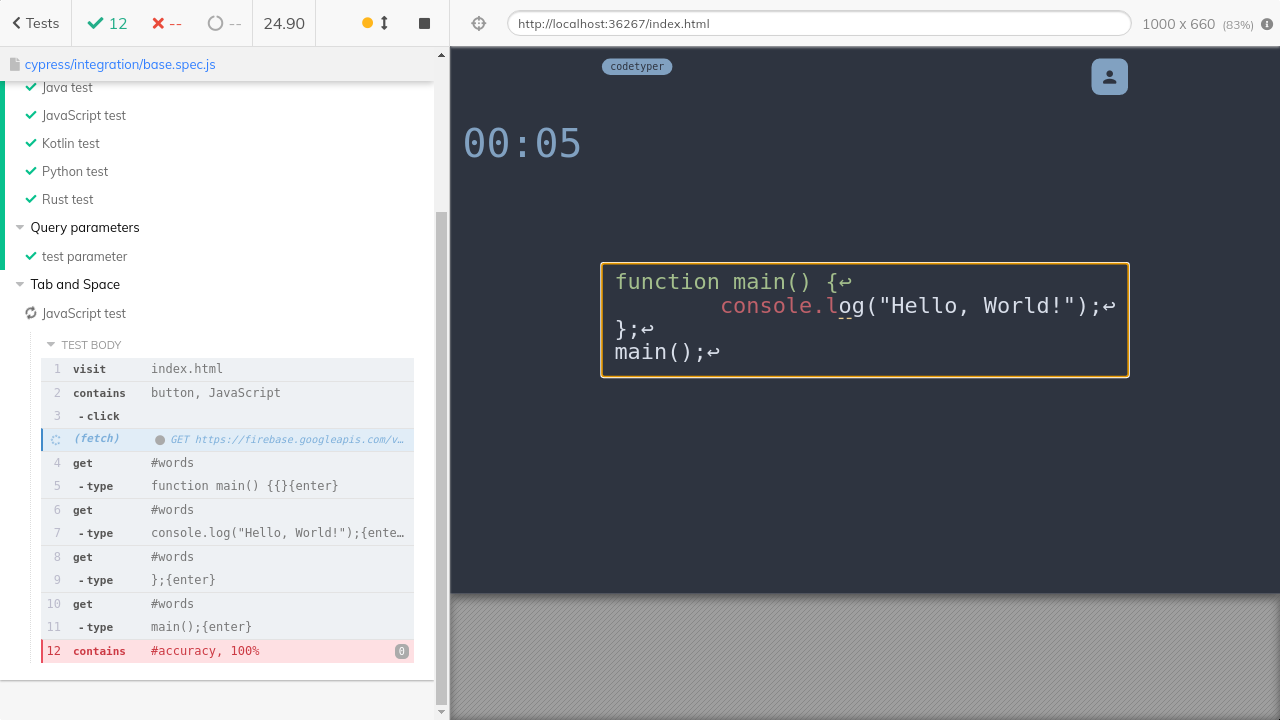 Tests
12
--
--
24.90
http://localhost:36267/index.html
1000 x 660 (83%)
cypress/integration/base.spec.js
Java test
JavaScript test
Kotlin test
Python test
Rust test
Query parameters
test parameter
Tab and Space
JavaScript test
TEST BODY
1 visit index.html
2 contains button, JavaScript
3 - click
(fetch) GET https://firebase.googleapis.com/v…
4 get #words
5 - type function main() {{}{enter}
6 get #words
7 - type console.log("Hello, World!");{ente…
8 get #words
9 - type };{enter}
10 get #words
11 - type main();{enter}
12 contains #accuracy, 100% 0
codetyper
00:05
function main() {↩
console.log("Hello, World!");↩
};↩
main();↩